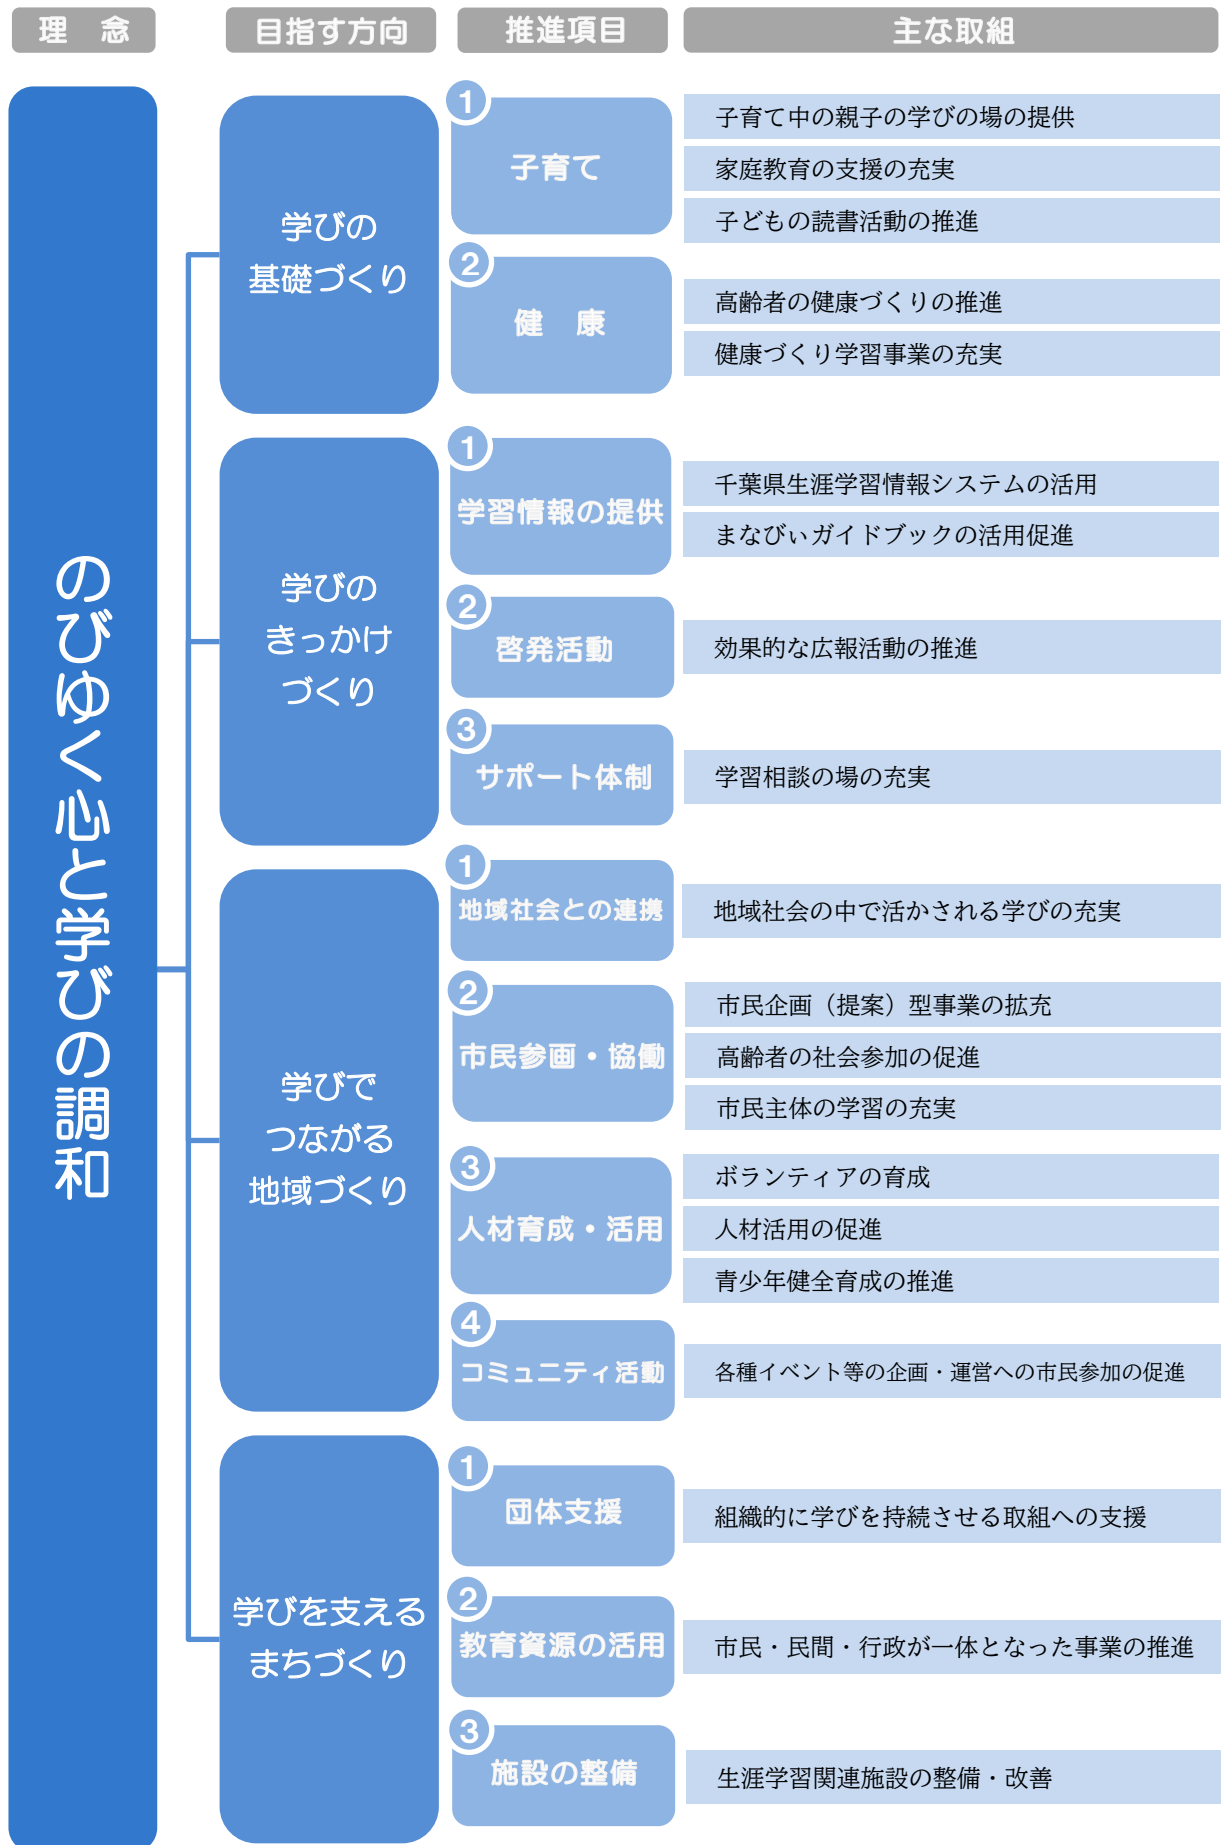 理　念
目指す方向
推進項目
主な取組
のびゆく心と学びの調和
学びの
基礎づくり
1
子育て
子育て中の親子の学びの場の提供
家庭教育の支援の充実
子どもの読書活動の推進
2
健　康
高齢者の健康づくりの推進
健康づくり学習事業の充実
学びの
きっかけ
づくり
1
学習情報の提供
千葉県生涯学習情報システムの活用
まなびぃガイドブックの活用促進
2
啓発活動
効果的な広報活動の推進
3
サポート体制
学習相談の場の充実
学びで
つながる
地域づくり
1
地域社会との連携
地域社会の中で活かされる学びの充実
2
市民参画・協働
市民企画（提案）型事業の拡充
高齢者の社会参加の促進
市民主体の学習の充実
3
人材育成・活用
ボランティアの育成
人材活用の促進
青少年健全育成の推進
4
コミュニティ活動
各種イベント等の企画・運営への市民参加の促進
学びを支える
まちづくり
1
団体支援
組織的に学びを持続させる取組への支援
2
教育資源の活用
市民・民間・行政が一体となった事業の推進
3
施設の整備
生涯学習関連施設の整備・改善